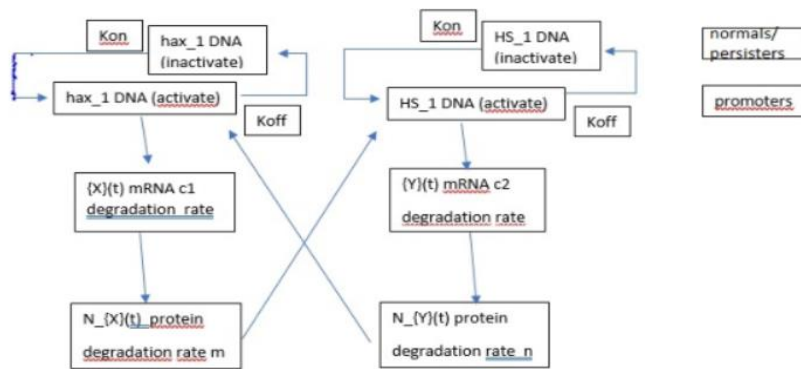 Kon
hax_1 DNA
(inactivate)
hax_1 DNA (activate)
Koff
{X}(t) mRNA c1
degradation rate
N_{X}(t) protein
degradation rate m
Kon
HS_1 DNA
(inactivate)
HS_1 DNA (activate)
Koff
{Y}(t) mRNA c2
degradation rate
N_{Y}(t) protein
degradation rate n
normals/
persisters
promoters